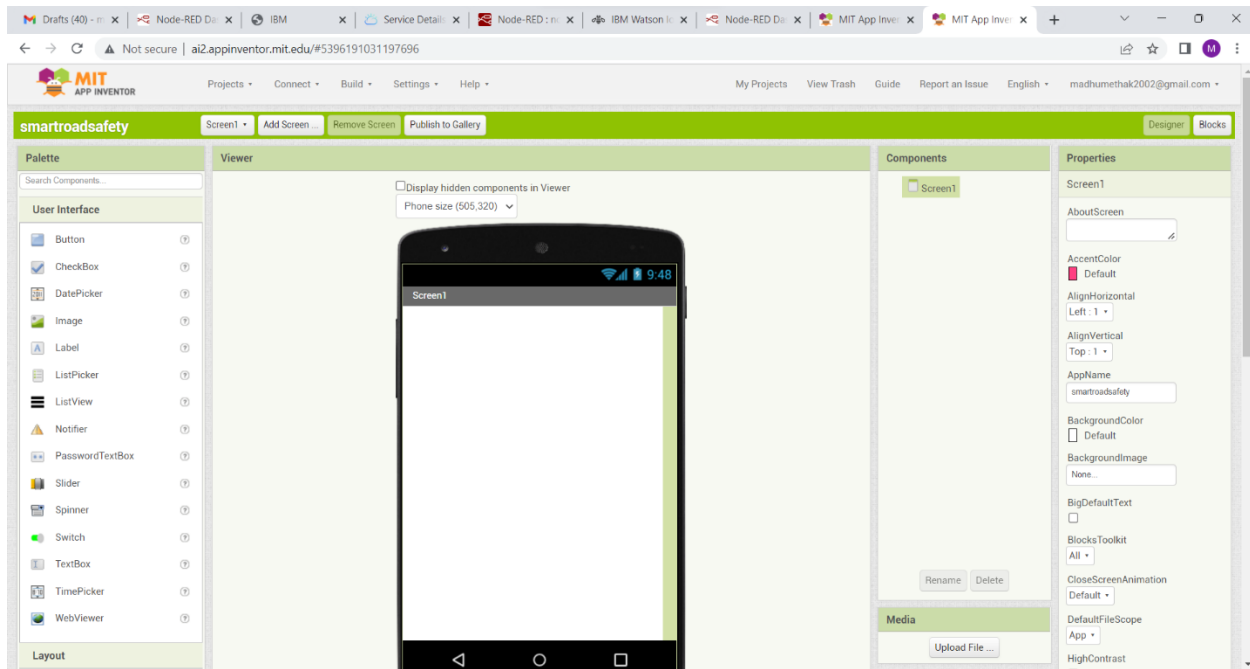 Drafts (40) - m
Node-RED Da
IBM
Service Details
Node-RED : no
IBM Watson Io
Node-RED Da
MIT App Inven
MIT App Inven
Not secure | ai2.appinventor.mit.edu/#5396191031197696
M
MIT
APP INVENTOR
Projects
Connect
Build
Settings
Help
My Projects
View Trash
Guide
Report an Issue
English
madhumethak2002@gmail.com
smartroadsafety
Screen1
Add Screen ...
Remove Screen
Publish to Gallery
Designer
Blocks
Palette
Search Components...
User Interface
Button
CheckBox
DatePicker
Image
Label
ListPicker
ListView
Notifier
PasswordTextBox
Slider
Spinner
Switch
TextBox
TimePicker
WebViewer
Layout
Viewer
Display hidden components in Viewer
Phone size (505,320)
9:48
Screen1
Components
Screen1
Rename
Delete
Media
Upload File ...
Properties
Screen1
AboutScreen
AccentColor
Default
AlignHorizontal
Left : 1
AlignVertical
Top : 1
AppName
smartroadsafety
BackgroundColor
Default
BackgroundImage
None...
BigDefaultText
BlocksToolkit
All
CloseScreenAnimation
Default
DefaultFileScope
App
HighContrast